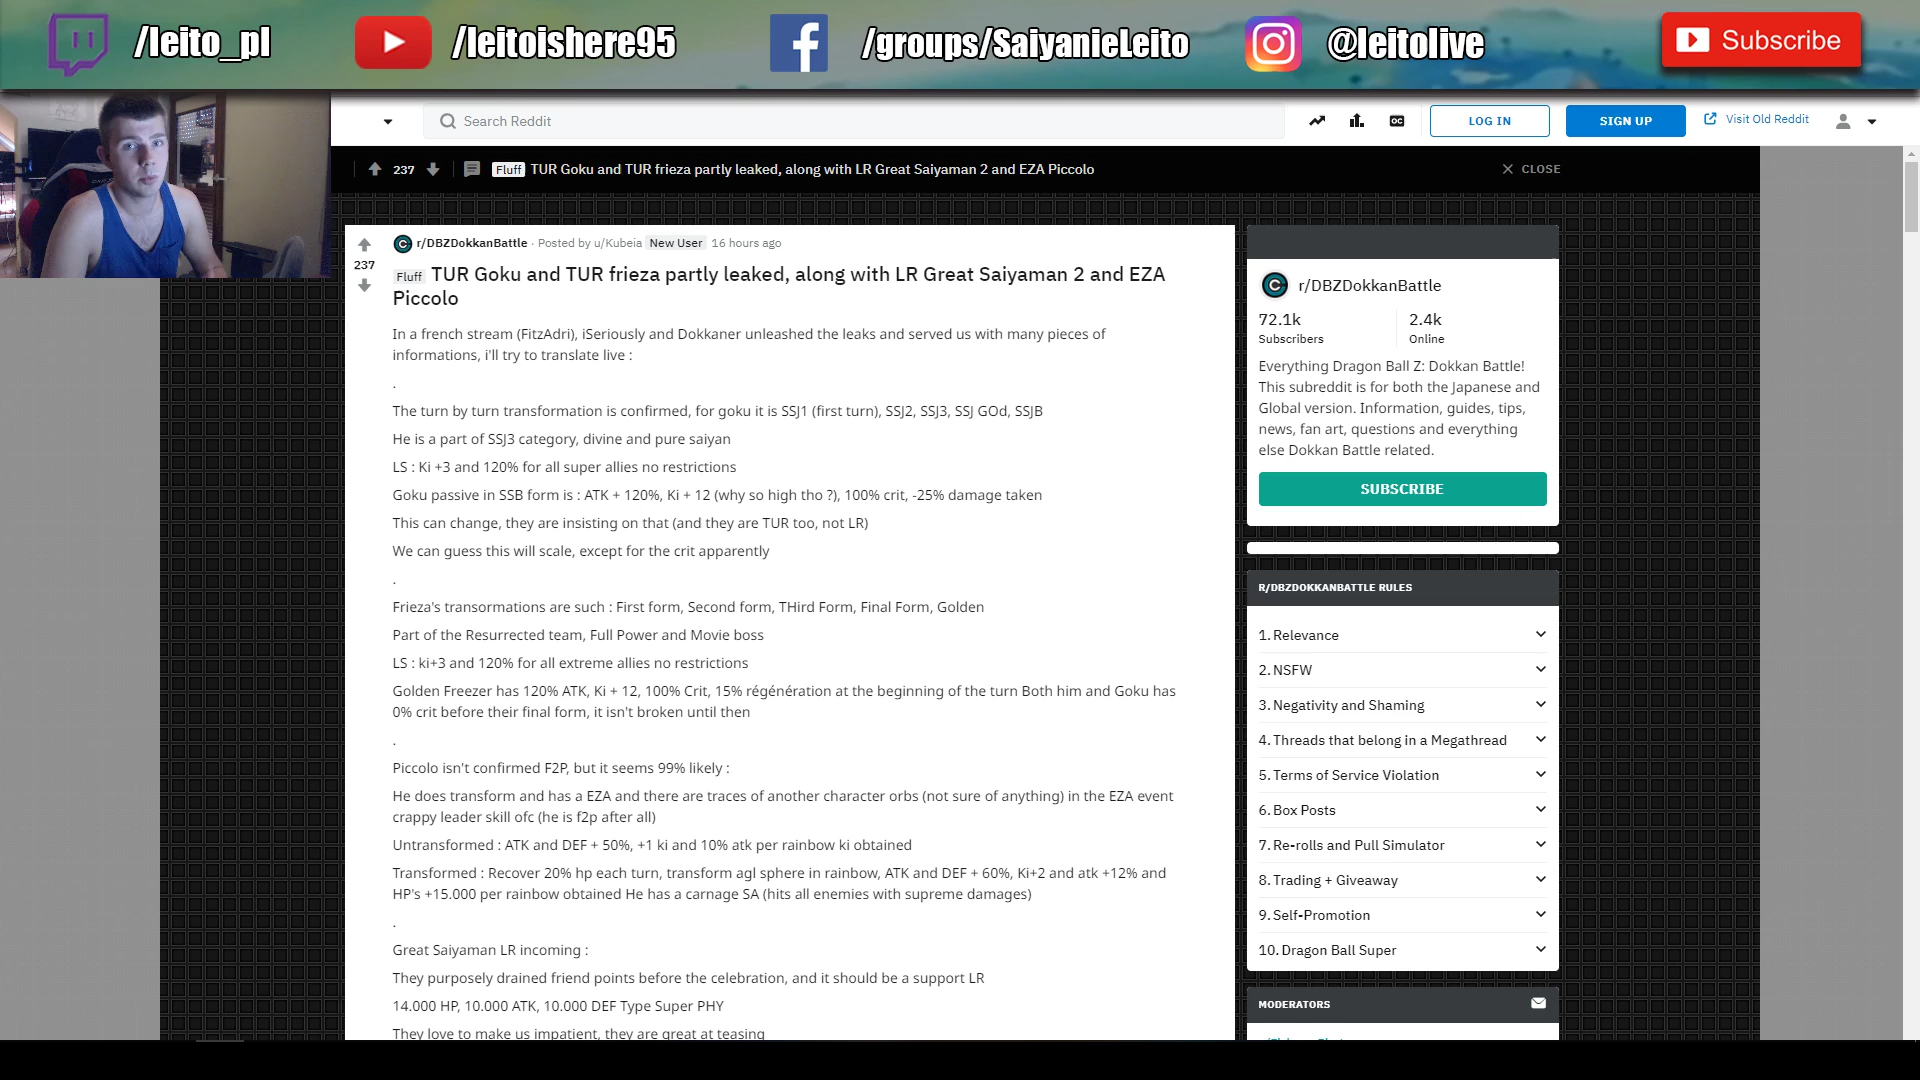 /leito_pl /leitoishere95 /groups/SaiyanieLeito @leitolive Subscribe
Search Reddit LOG IN SIGN UP Visit Old Reddit
237 Fluff TUR Goku and TUR frieza partly leaked, along with LR Great Saiyaman 2 and EZA Piccolo CLOSE
r/DBZDokkanBattle · Posted by u/Kubeia New User 16 hours ago
237
Fluff TUR Goku and TUR frieza partly leaked, along with LR Great Saiyaman 2 and EZA
Piccolo
In a french stream (FitzAdri), iSeriously and Dokkaner unleashed the leaks and served us with many pieces of
informations, i'll try to translate live :
.
The turn by turn transformation is confirmed, for goku it is SSJ1 (first turn), SSJ2, SSJ3, SSJ GOd, SSJB
He is a part of SSJ3 category, divine and pure saiyan
LS : Ki +3 and 120% for all super allies no restrictions
Goku passive in SSB form is : ATK + 120%, Ki + 12 (why so high tho ?), 100% crit, -25% damage taken
This can change, they are insisting on that (and they are TUR too, not LR)
We can guess this will scale, except for the crit apparently
.
Frieza's transormations are such : First form, Second form, THird Form, Final Form, Golden
Part of the Resurrected team, Full Power and Movie boss
LS : ki+3 and 120% for all extreme allies no restrictions
Golden Freezer has 120% ATK, Ki + 12, 100% Crit, 15% régénération at the beginning of the turn Both him and Goku has
0% crit before their final form, it isn't broken until then
.
Piccolo isn't confirmed F2P, but it seems 99% likely :
He does transform and has a EZA and there are traces of another character orbs (not sure of anything) in the EZA event
crappy leader skill ofc (he is f2p after all)
Untransformed : ATK and DEF + 50%, +1 ki and 10% atk per rainbow ki obtained
Transformed : Recover 20% hp each turn, transform agl sphere in rainbow, ATK and DEF + 60%, Ki+2 and atk +12% and
HP's +15.000 per rainbow obtained He has a carnage SA (hits all enemies with supreme damages)
.
Great Saiyaman LR incoming :
They purposely drained friend points before the celebration, and it should be a support LR
14.000 HP, 10.000 ATK, 10.000 DEF Type Super PHY
They love to make us impatient, they are great at teasing
r/DBZDokkanBattle
72.1k 2.4k
Subscribers Online
Everything Dragon Ball Z: Dokkan Battle!
This subreddit is for both the Japanese and
Global version. Information, guides, tips,
news, fan art, questions and everything
else Dokkan Battle related.
SUBSCRIBE
R/DBZDOKKANBATTLE RULES
1. Relevance
2. NSFW
3. Negativity and Shaming
4. Threads that belong in a Megathread
5. Terms of Service Violation
6. Box Posts
7. Re-rolls and Pull Simulator
8. Trading + Giveaway
9. Self-Promotion
10. Dragon Ball Super
MODERATORS